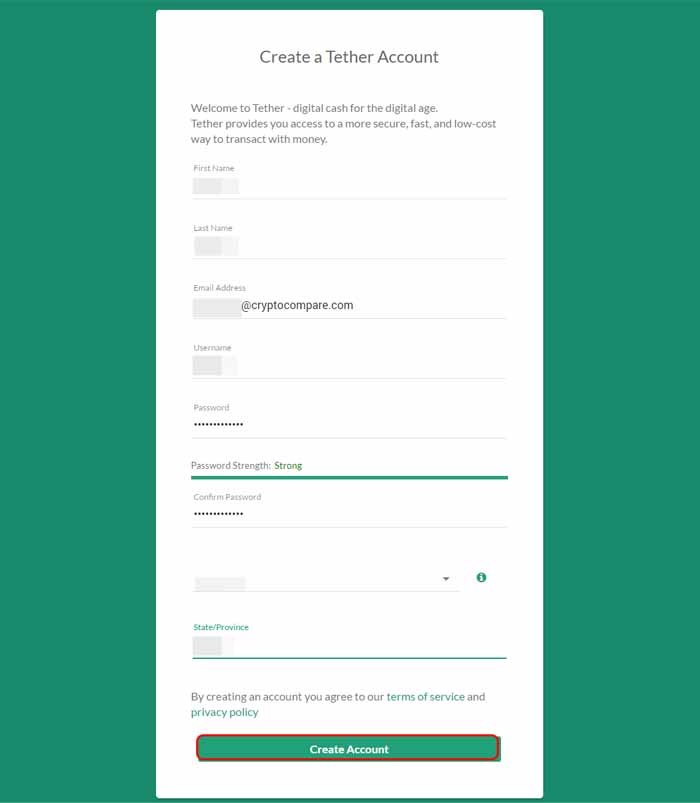 Create a Tether Account
Welcome to Tether - digital cash for the digital age.
Tether provides you access to a more secure, fast, and low-cost
way to transact with money.
First Name
Last Name
Email Address
@cryptocompare.com
Username
Password
•••••••••••••
Password Strength: Strong
Confirm Password
•••••••••••••
State/Province
By creating an account you agree to our terms of service and
privacy policy
Create Account